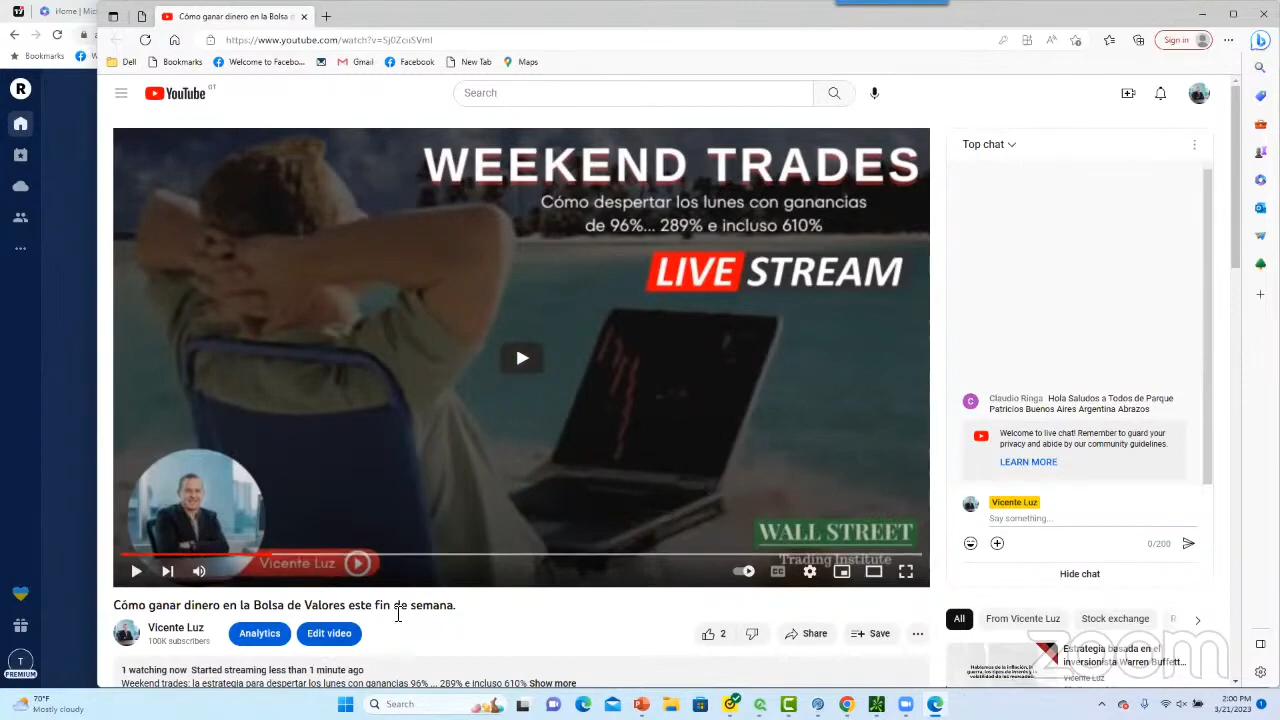 Home | Mic
Cómo ganar dinero en la Bolsa d
https://www.youtube.com/watch?v=Sj0ZcuSVmI
Sign in
Bookmarks
Dell
Bookmarks
Welcome to Facebo...
Gmail
Facebook
New Tab
Maps
R
YouTube GT
Search
WEEKEND TRADES
Cómo despertar los lunes con ganancias
de 96%... 289% e incluso 610%
LIVE STREAM
WALL STREET
Trading Institute
Vicente Luz
CC
Cómo ganar dinero en la Bolsa de Valores este fin de semana.
Vicente Luz
100K subscribers
Analytics
Edit video
2
Share
Save
1 watching now Started streaming less than 1 minute ago
Weekend trades: la estrategia para despertar los lunes con ganancias 96% ... 289% e incluso 610% Show more
Top chat
C
Claudio Ringa Hola Saludos a Todos de Parque
Patricios Buenos Aires Argentina Abrazos
Welcome to live chat! Remember to guard your
privacy and abide by our community guidelines.
LEARN MORE
Vicente Luz
Say something...
0/200
Hide chat
All
From Vicente Luz
Stock exchange
R
Estrategia basada en el
inversionista Warren Buffett...
Vicente Luz
zoom
T
PREMIUM
70°F
Mostly cloudy
Search
2:00 PM
3/21/2023